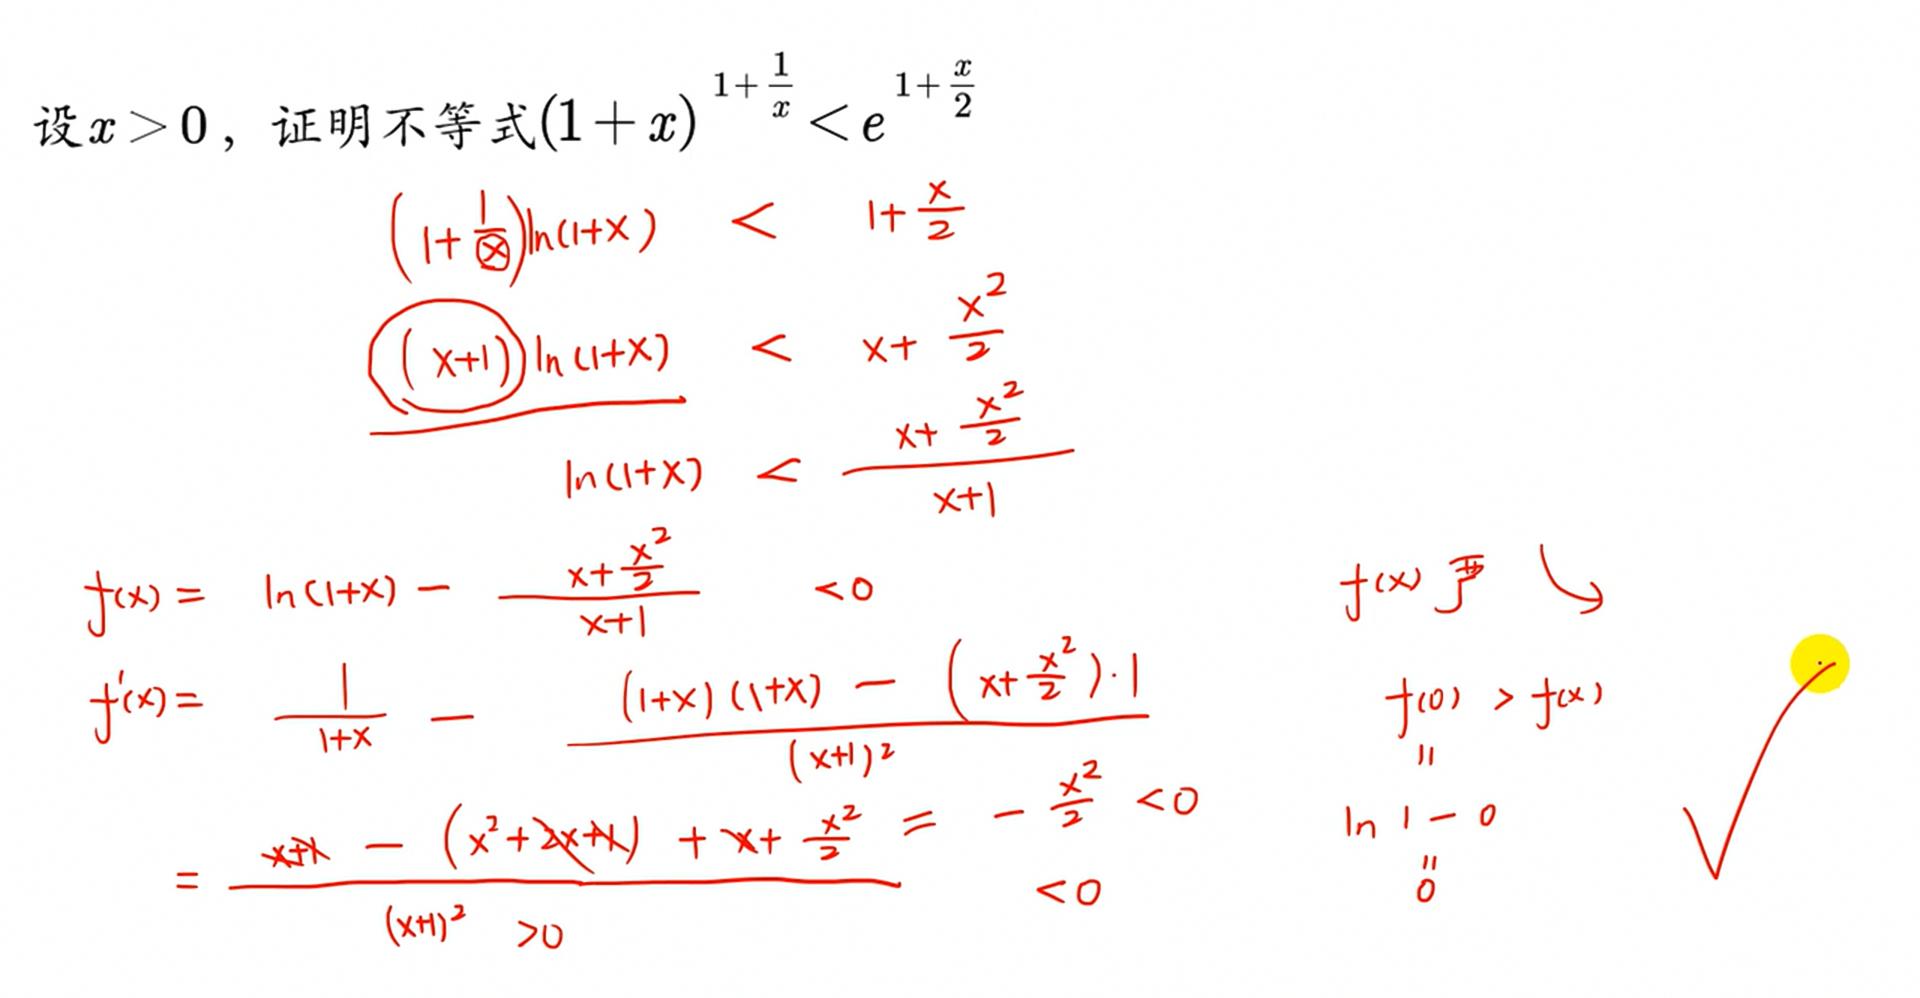 设x>0，证明不等式(1+x)^{1+\frac{1}{x}}<e^{1+\frac{x}{2}}
(1+\frac{1}{x})ln(1+x) < 1+\frac{x}{2}
(x+1)ln(1+x) < x+\frac{x^2}{2}
ln(1+x) < \frac{x+\frac{x^2}{2}}{x+1}
f(x)= ln(1+x) - \frac{x+\frac{x^2}{2}}{x+1} <0
f'(x)= \frac{1}{1+x} - \frac{(1+x)(1+x) - (x+\frac{x^2}{2})·1}{(x+1)^2}
= \frac{x+1 - (x^2+2x+1) + x + \frac{x^2}{2}}{(x+1)^2 >0} = -\frac{x^2}{2} <0
<0
f(x) 严 ↘
f(0) > f(x)
=
ln 1 - 0
=
0